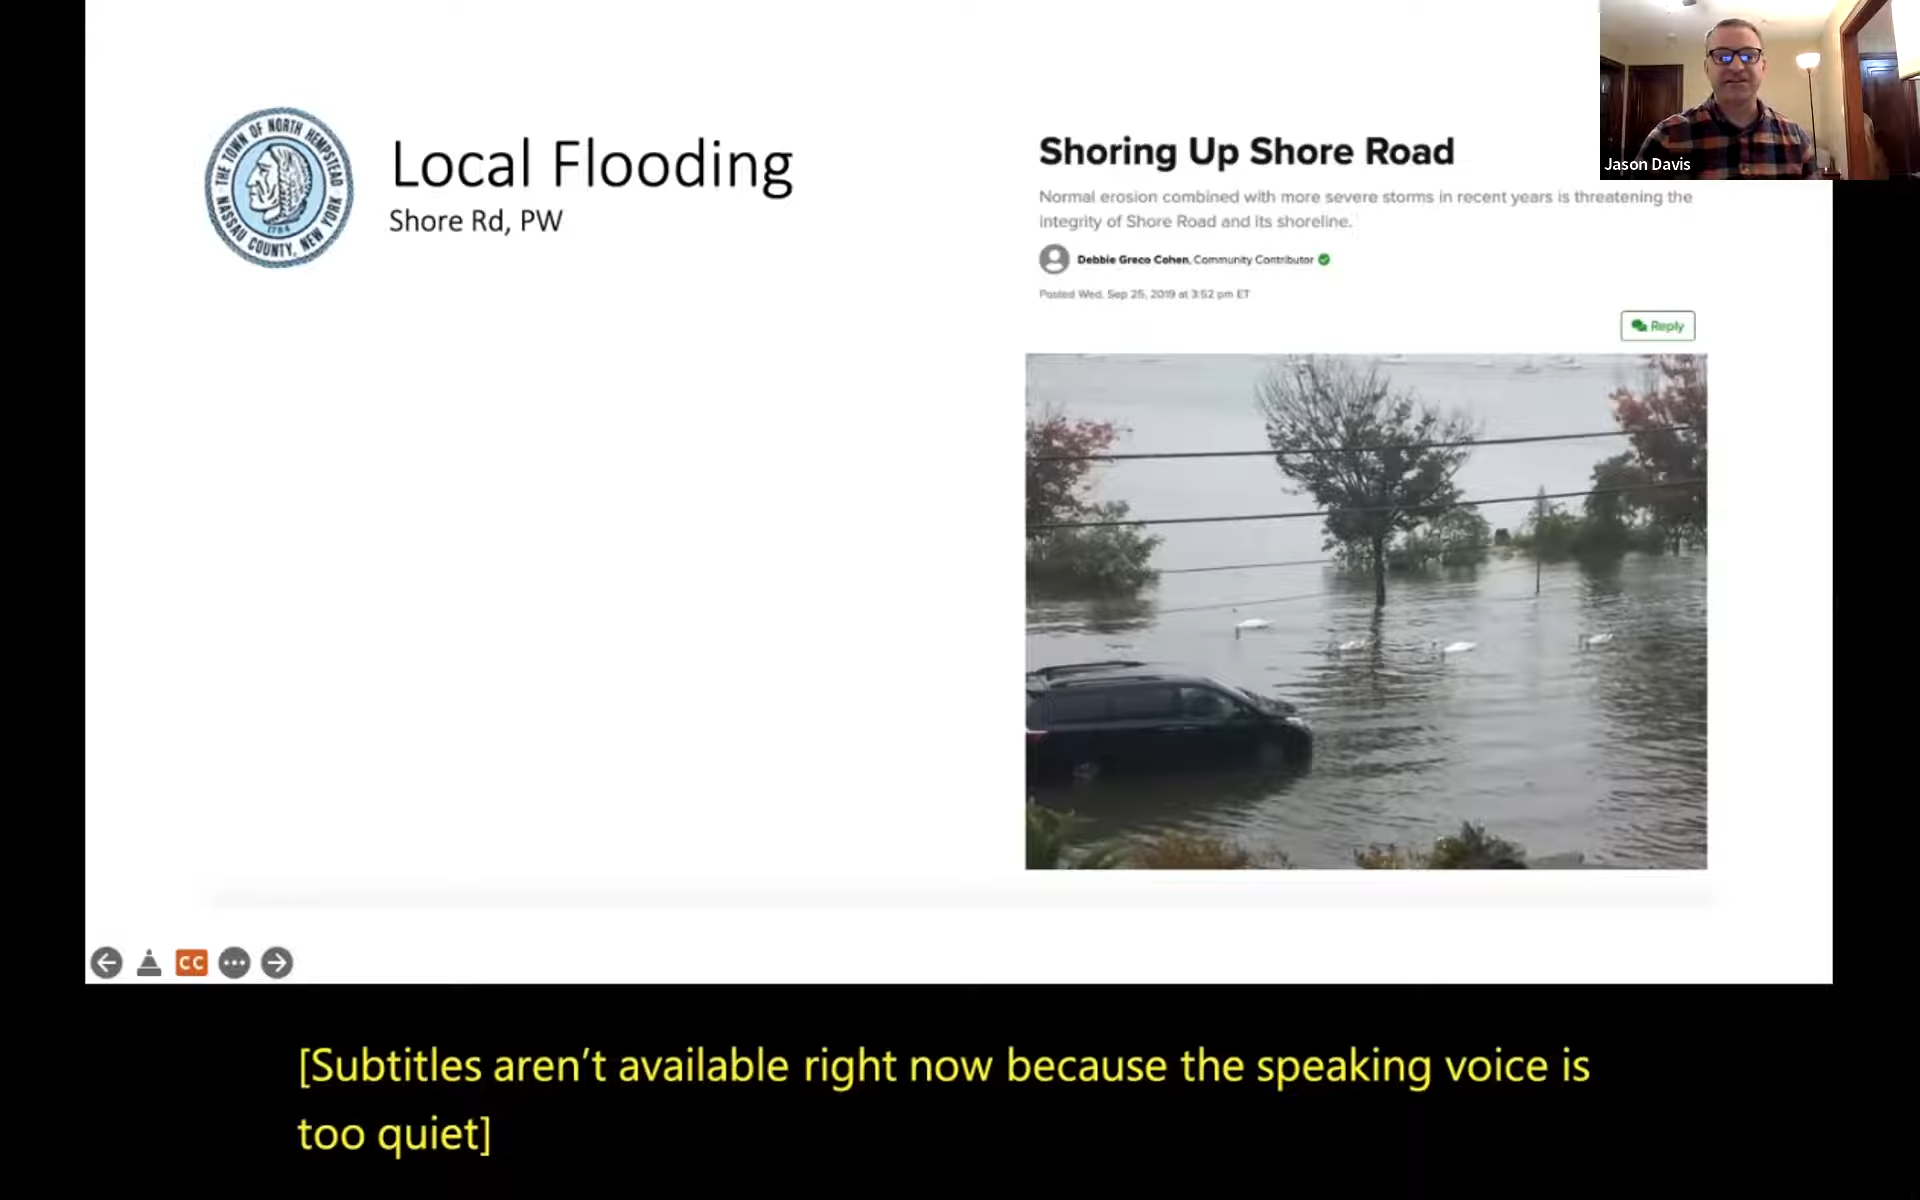 THE TOWN OF NORTH HEMPSTEAD
NASSAU COUNTY, NEW YORK
1784
Local Flooding
Shore Rd, PW
Shoring Up Shore Road
Normal erosion combined with more severe storms in recent years is threatening the
integrity of Shore Road and its shoreline.
Debbie Greco Cohen, Community Contributor
Posted Wed, Sep 25, 2019 at 3:52 pm ET
Reply
Jason Davis
CC
[Subtitles aren’t available right now because the speaking voice is
too quiet]